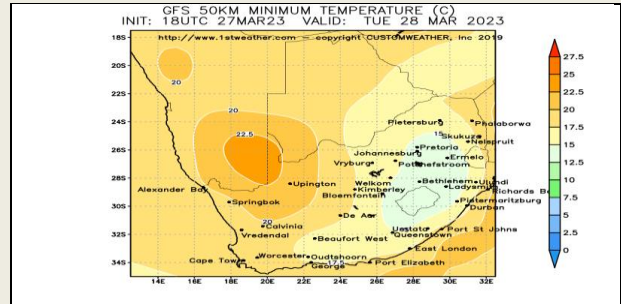 GFS 50KM MINIMUM TEMPERATURE (C)
INIT: 18UTC 27MAR23 VALID: TUE 28 MAR 2023
http://www.1stweather.com -- copyright CUSTOMWEATHER, Inc 2019
18S
20S
22S
24S
26S
28S
30S
32S
34S
20
20
22.5
20
15
17.5
Pietersburg
Phalaborwa
Skukuza
Nelspruit
Pretoria
Johannesburg
Ermelo
Vryburg
Potchefstroom
Welkom
Bethlehem
Ulundi
Kimberley
Ladysmith
Richards B
Bloemfontein
Pietermaritzburg
Durban
Alexander Bay
Upington
Springbok
De Aar
Calvinia
Vredendal
Umtata
Port St Johns
Queenstown
Beaufort West
East London
Worcester
Oudtshoorn
Cape Town
George
Port Elizabeth
14E 16E 18E 20E 22E 24E 26E 28E 30E 32E
27.5
25
22.5
20
17.5
15
12.5
10
7.5
5
2.5
0